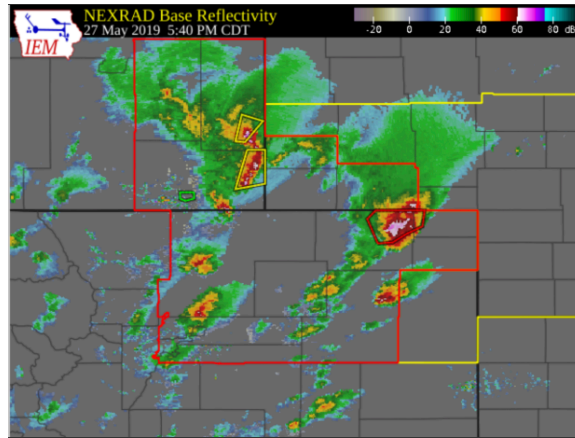 NEXRAD Base Reflectivity
27 May 2019 5:40 PM CDT
IEM
-20 0 20 40 60 80 dB